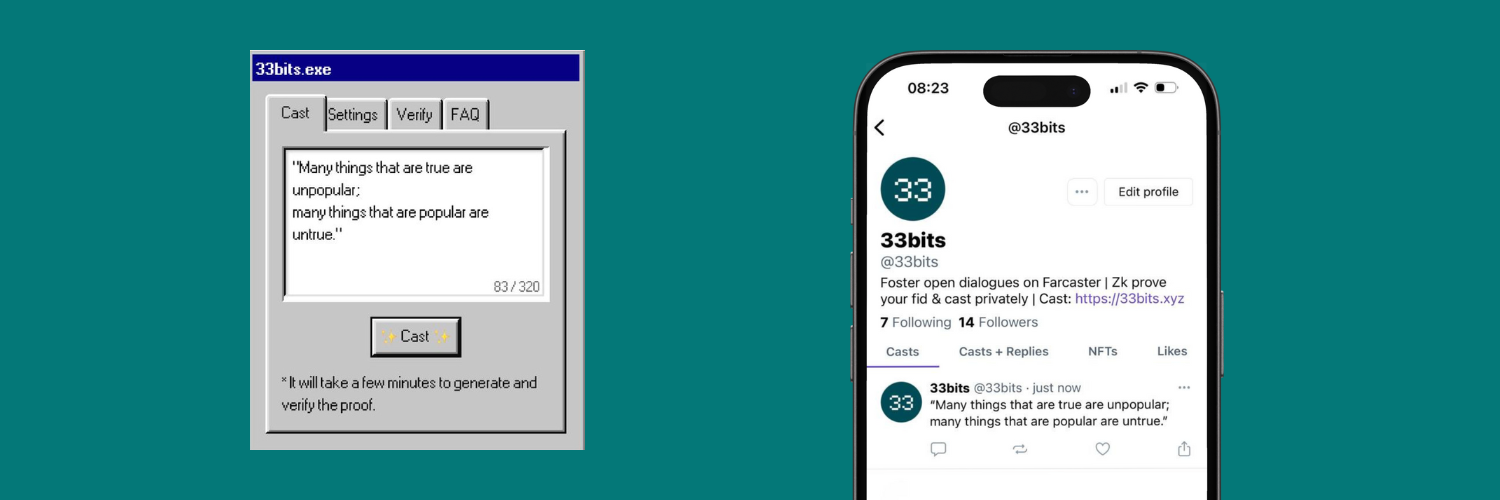 33bits.exe
Cast Settings Verify FAQ
"Many things that are true are
unpopular;
many things that are popular are
untrue."
83 / 320
✨ Cast ✨
* It will take a few minutes to generate and
verify the proof.
08:23
@33bits
33
Edit profile
33bits
@33bits
Foster open dialogues on Farcaster | Zk prove
your fid & cast privately | Cast: https://33bits.xyz
7 Following 14 Followers
Casts Casts + Replies NFTs Likes
33
33bits @33bits · just now
“Many things that are true are unpopular;
many things that are popular are untrue.”